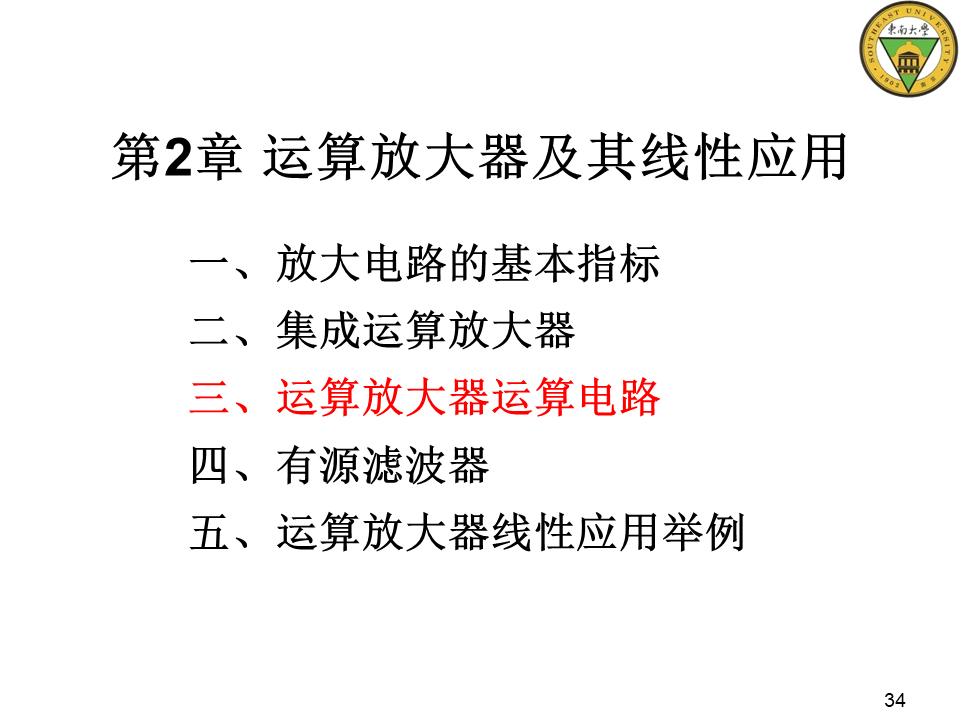 SOUTHEAST UNIVERSITY
東南大學
1902
南京
第2章 运算放大器及其线性应用
一、放大电路的基本指标
二、集成运算放大器
三、运算放大器运算电路
四、有源滤波器
五、运算放大器线性应用举例
34